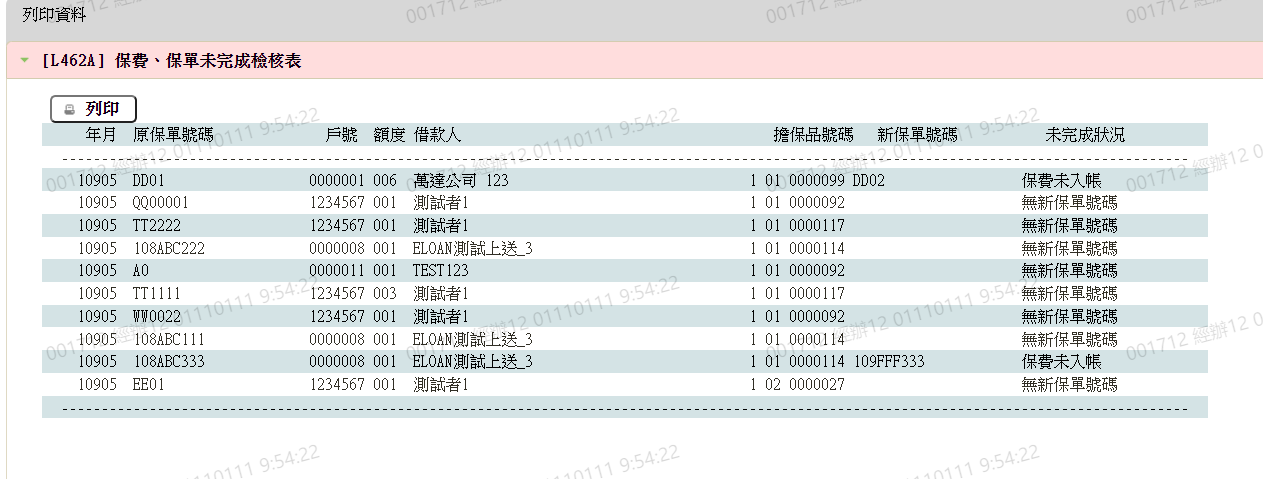 列印資料
[L462A] 保費、保單未完成檢核表
列印
年月 原保單號碼 戶號 額度 借款人 擔保品號碼 新保單號碼 未完成狀況
10905 DD01 0000001 006 萬達公司 123 1 01 0000099 DD02 保費未入帳
10905 QQ00001 1234567 001 測試者1 1 01 0000092 無新保單號碼
10905 TT2222 1234567 001 測試者1 1 01 0000117 無新保單號碼
10905 108ABC222 0000008 001 ELOAN測試上送_3 1 01 0000114 無新保單號碼
10905 A0 0000011 001 TEST123 1 01 0000092 無新保單號碼
10905 TT1111 1234567 003 測試者1 1 01 0000117 無新保單號碼
10905 WW0022 1234567 001 測試者1 1 01 0000092 無新保單號碼
10905 108ABC111 0000008 001 ELOAN測試上送_3 1 01 0000114 無新保單號碼
10905 108ABC333 0000008 001 ELOAN測試上送_3 1 01 0000114 109FFF333 保費未入帳
10905 EE01 1234567 001 測試者1 1 02 0000027 無新保單號碼
001712 經辦12 01110111 9:54:22